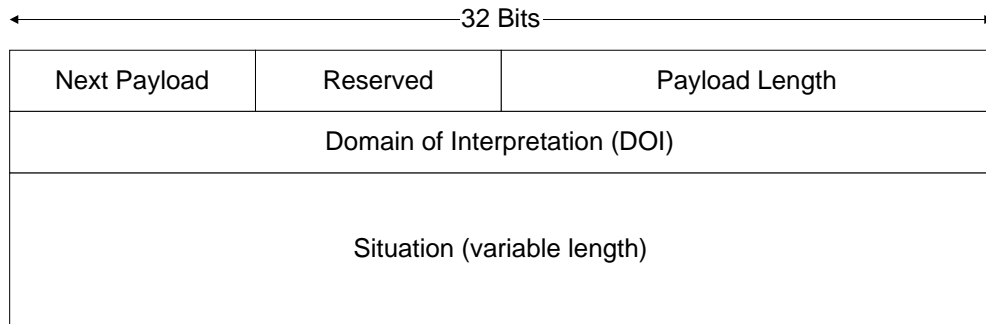 32 Bits
Next Payload Reserved Payload Length
Domain of Interpretation (DOI)
Situation (variable length)